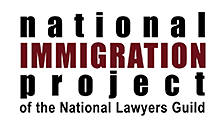 national
IMMIGRATION
project
of the National Lawyers Guild